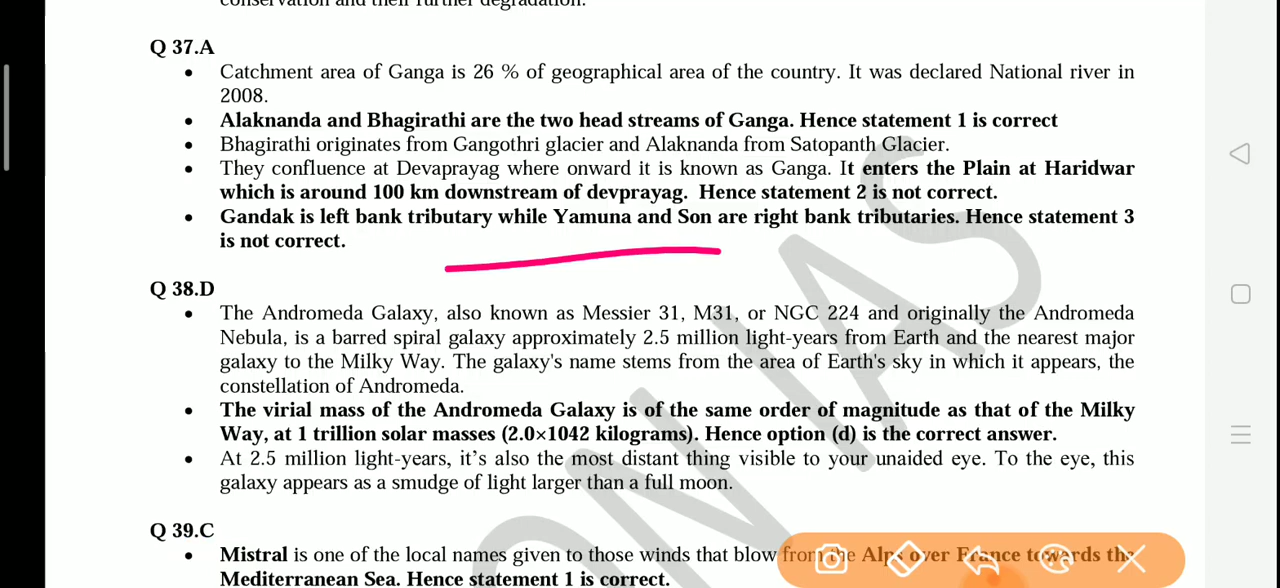 conservation and their further degradation.
Q 37.A
• Catchment area of Ganga is 26 % of geographical area of the country. It was declared National river in
2008.
• Alaknanda and Bhagirathi are the two head streams of Ganga. Hence statement 1 is correct
• Bhagirathi originates from Gangothri glacier and Alaknanda from Satopanth Glacier.
• They confluence at Devaprayag where onward it is known as Ganga. It enters the Plain at Haridwar
which is around 100 km downstream of devprayag. Hence statement 2 is not correct.
• Gandak is left bank tributary while Yamuna and Son are right bank tributaries. Hence statement 3
is not correct.
Q 38.D
• The Andromeda Galaxy, also known as Messier 31, M31, or NGC 224 and originally the Andromeda
Nebula, is a barred spiral galaxy approximately 2.5 million light-years from Earth and the nearest major
galaxy to the Milky Way. The galaxy's name stems from the area of Earth's sky in which it appears, the
constellation of Andromeda.
• The virial mass of the Andromeda Galaxy is of the same order of magnitude as that of the Milky
Way, at 1 trillion solar masses (2.0×1042 kilograms). Hence option (d) is the correct answer.
• At 2.5 million light-years, it’s also the most distant thing visible to your unaided eye. To the eye, this
galaxy appears as a smudge of light larger than a full moon.
Q 39.C
• Mistral is one of the local names given to those winds that blow from the Alps over France towards the
Mediterranean Sea. Hence statement 1 is correct.
ON IAS